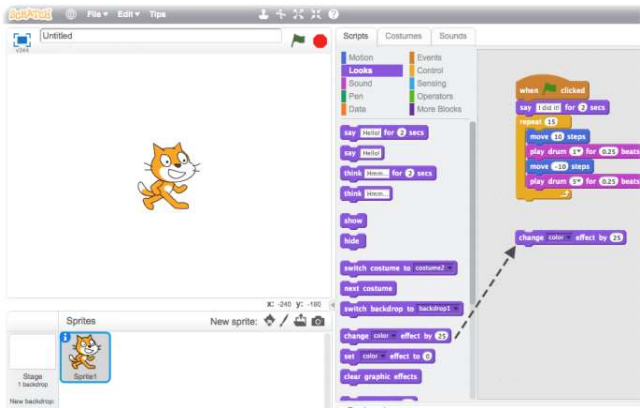 SCRATCH File Edit Tips
v244 Untitled
Scripts Costumes Sounds
Motion Events
Looks Control
Sound Sensing
Pen Operators
Data More Blocks
say Hello! for 2 secs
say Hello!
think Hmm... for 2 secs
think Hmm...
show
hide
switch costume to costume2
next costume
switch backdrop to backdrop1
change color effect by 25
set color effect to 0
clear graphic effects
when clicked
say I did it! for 2 secs
repeat 15
move 10 steps
play drum 1 for 0.25 beats
move -10 steps
play drum 5 for 0.25 beats
change color effect by 25
X: -240 y: -180
Sprites New sprite:
Sprite1
Stage
1 backdrop
New backdrop: